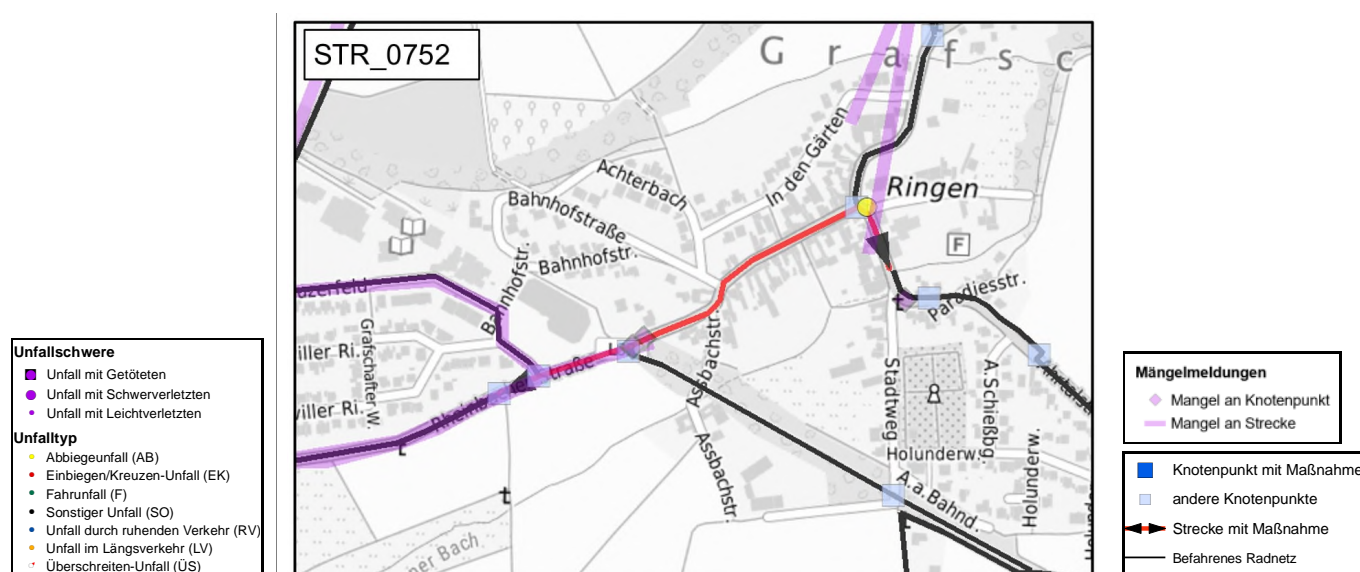 Unfallschwere
Unfall mit Getöteten
Unfall mit Schwerverletzten
Unfall mit Leichtverletzten
Unfalltyp
Abbiegeunfall (AB)
Einbiegen/Kreuzen-Unfall (EK)
Fahrunfall (F)
Sonstiger Unfall (SO)
Unfall durch ruhenden Verkehr (RV)
Unfall im Längsverkehr (LV)
Überschreiten-Unfall (ÜS)
STR_0752
G r a f s c
In den Gärten
Achterbach
Ringen
Bahnhofstraße
F
Bahnhofstr.
Bahnhofstr.
Paradiesstr.
Grafschafter W.
Assbachstr.
Stadtweg
A.Schießbg.
Holunderw.
Holunderw.
Assbachstr.
A.a.Bahnd.
Mängelmeldungen
Mangel an Knotenpunkt
Mangel an Strecke
Knotenpunkt mit Maßnahme
andere Knotenpunkte
Strecke mit Maßnahme
Befahrenes Radnetz